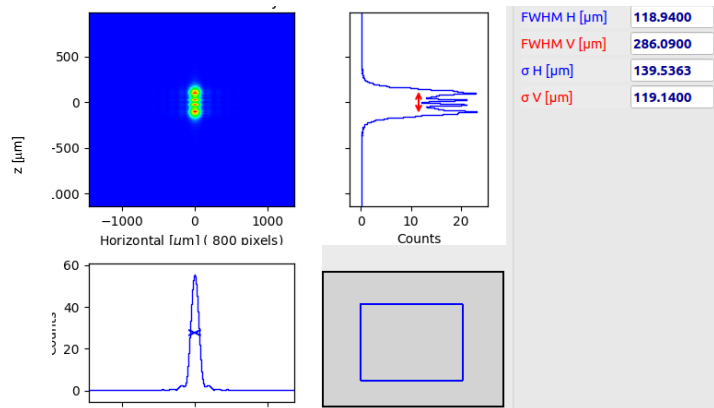 500
0
−500
.000
z [μm]
−1000
0
1000
Horizontal [μm] ( 800 pixels)
0
10
20
Counts
60
40
20
0
FWHM H [μm] 118.9400
FWHM V [μm] 286.0900
σ H [μm] 139.5363
σ V [μm] 119.1400